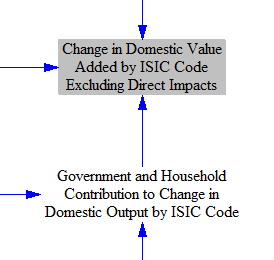 Change in Domestic Value
Added by ISIC Code
Excluding Direct Impacts
Government and Household
Contribution to Change in
Domestic Output by ISIC Code